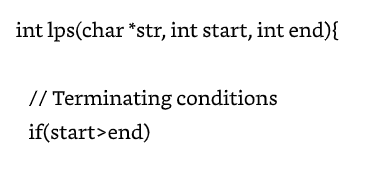 int lps(char *str, int start, int end){
// Terminating conditions
if(start>end)